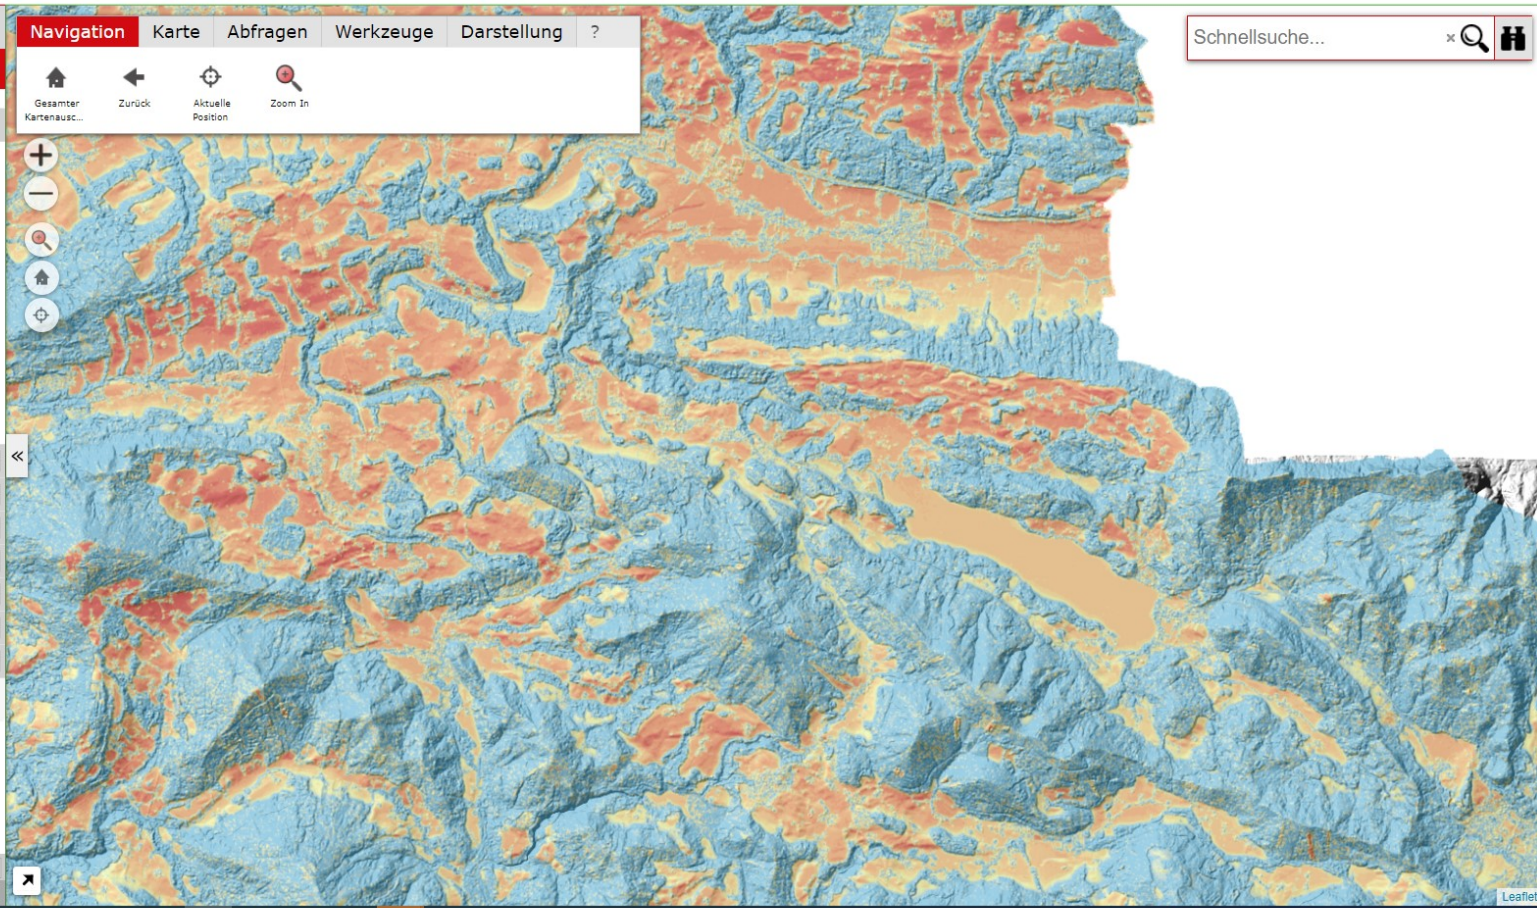 Navigation Karte Abfragen Werkzeuge Darstellung ?
Schnellsuche... ×
Gesamter Kartenausc...
Zurück
Aktuelle Position
Zoom In
«
Leaflet